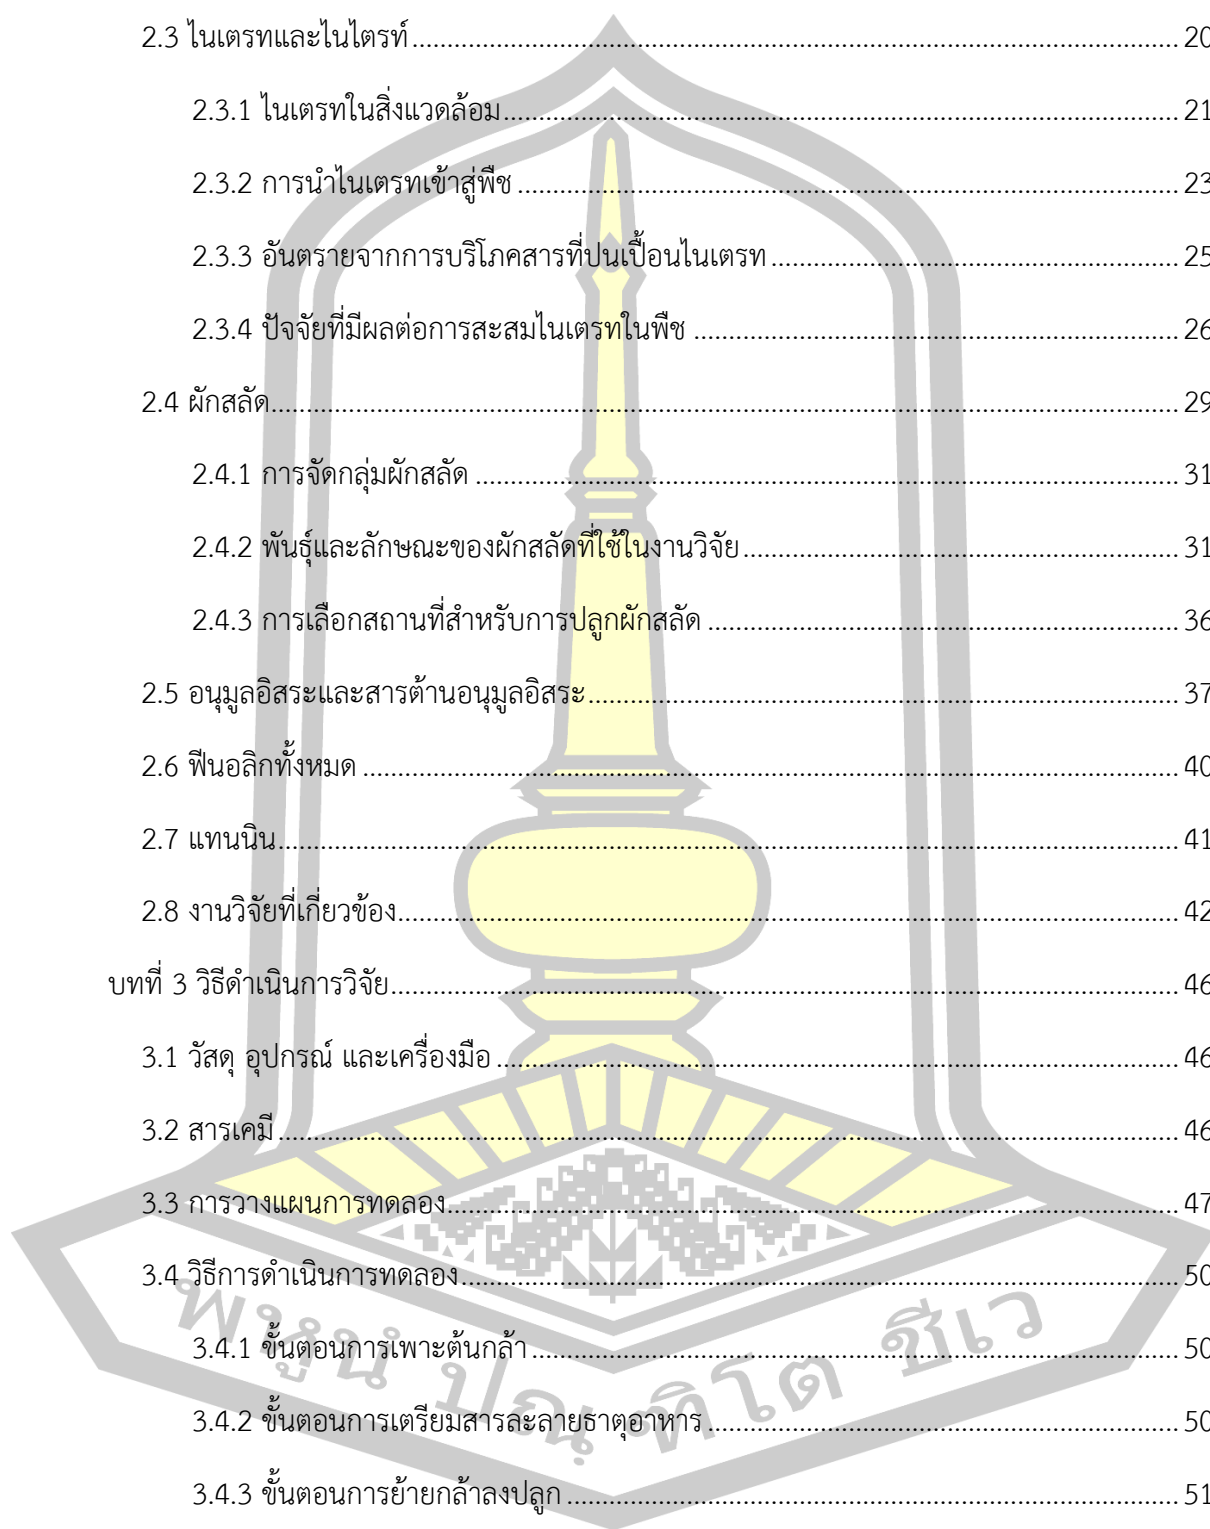 2.3 ไนเตรทและไนไตรท์ ........................................................................ 20
2.3.1 ไนเตรทในสิ่งแวดล้อม ........................................................................ 21
2.3.2 การนำไนเตรทเข้าสู่พืช ........................................................................ 23
2.3.3 อันตรายจากการบริโภคสารที่ปนเปื้อนไนเตรท ........................................................................ 25
2.3.4 ปัจจัยที่มีผลต่อการสะสมไนเตรทในพืช ........................................................................ 26
2.4 ผักสลัด ........................................................................ 29
2.4.1 การจัดกลุ่มผักสลัด ........................................................................ 31
2.4.2 พันธุ์และลักษณะของผักสลัดที่ใช้ในงานวิจัย ........................................................................ 31
2.4.3 การเลือกสถานที่สำหรับการปลูกผักสลัด ........................................................................ 36
2.5 อนุมูลอิสระและสารต้านอนุมูลอิสระ ........................................................................ 37
2.6 ฟีนอลิกทั้งหมด ........................................................................ 40
2.7 แทนนิน ........................................................................ 41
2.8 งานวิจัยที่เกี่ยวข้อง ........................................................................ 42
บทที่ 3 วิธีดำเนินการวิจัย ........................................................................ 46
3.1 วัสดุ อุปกรณ์ และเครื่องมือ ........................................................................ 46
3.2 สารเคมี ........................................................................ 46
3.3 การวางแผนการทดลอง ........................................................................ 47
3.4 วิธีการดำเนินการทดลอง ........................................................................ 50
3.4.1 ขั้นตอนการเพาะต้นกล้า ........................................................................ 50
3.4.2 ขั้นตอนการเตรียมสารละลายธาตุอาหาร ........................................................................ 50
3.4.3 ขั้นตอนการย้ายกล้าลงปลูก ........................................................................ 51
พหูนํ ปณฺฑิโต ชีเว